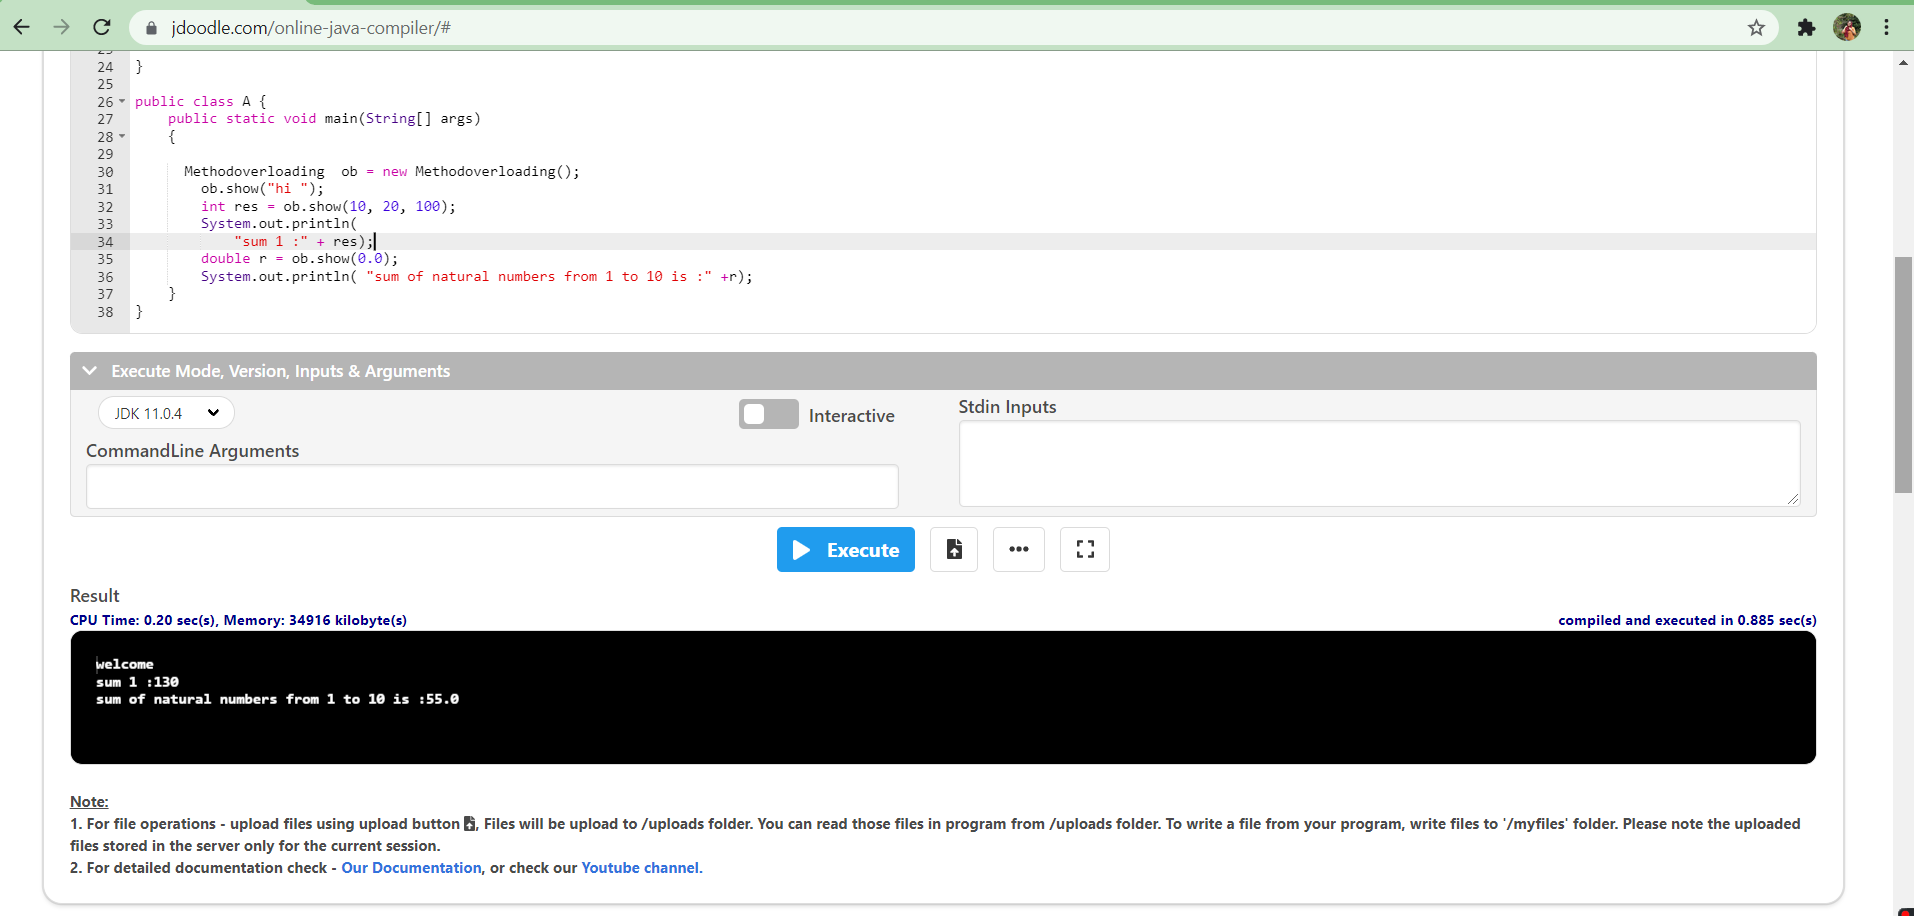 jdoodle.com/online-java-compiler/#
24 }
25
26 public class A {
27 public static void main(String[] args)
28 {
29
30 Methodoverloading  ob = new Methodoverloading();
31 ob.show("hi ");
32 int res = ob.show(10, 20, 100);
33 System.out.println(
34 "sum 1 :" + res);
35 double r = ob.show(0.0);
36 System.out.println( "sum of natural numbers from 1 to 10 is :" +r);
37 }
38 }
Execute Mode, Version, Inputs & Arguments
JDK 11.0.4
Interactive
Stdin Inputs
CommandLine Arguments
Execute
Result
CPU Time: 0.20 sec(s), Memory: 34916 kilobyte(s)
compiled and executed in 0.885 sec(s)
welcome
sum 1 :130
sum of natural numbers from 1 to 10 is :55.0
Note:
1. For file operations - upload files using upload button , Files will be upload to /uploads folder. You can read those files in program from /uploads folder. To write a file from your program, write files to '/myfiles' folder. Please note the uploaded
files stored in the server only for the current session.
2. For detailed documentation check - Our Documentation, or check our Youtube channel.